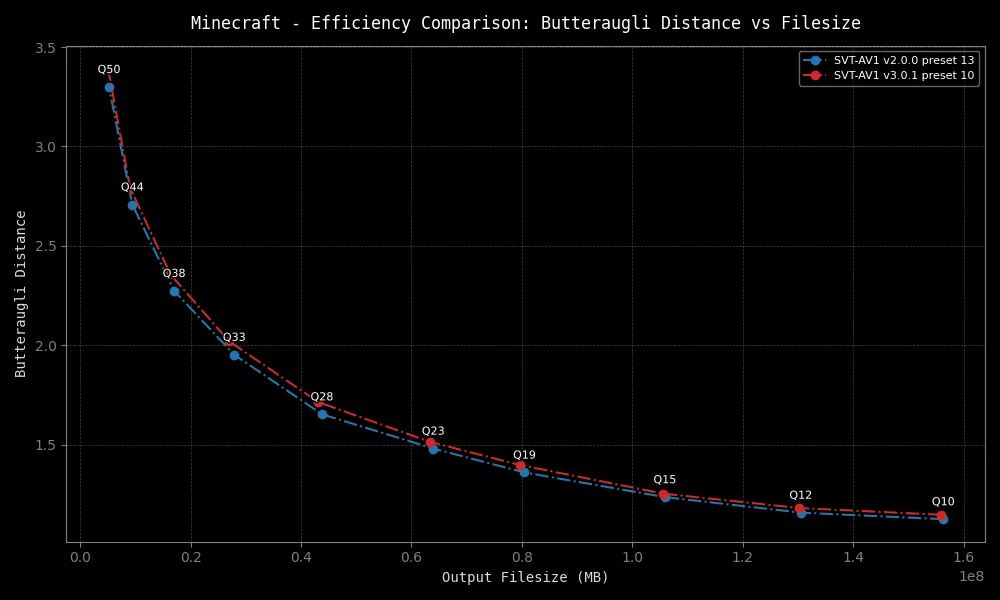 Minecraft - Efficiency Comparison: Butteraugli Distance vs Filesize
SVT-AV1 v2.0.0 preset 13
SVT-AV1 v3.0.1 preset 10
Butteraugli Distance
3.5
3.0
2.5
2.0
1.5
Q50
Q44
Q38
Q33
Q28
Q23
Q19
Q15
Q12
Q10
0.0
0.2
0.4
0.6
0.8
1.0
1.2
1.4
1.6
1e8
Output Filesize (MB)